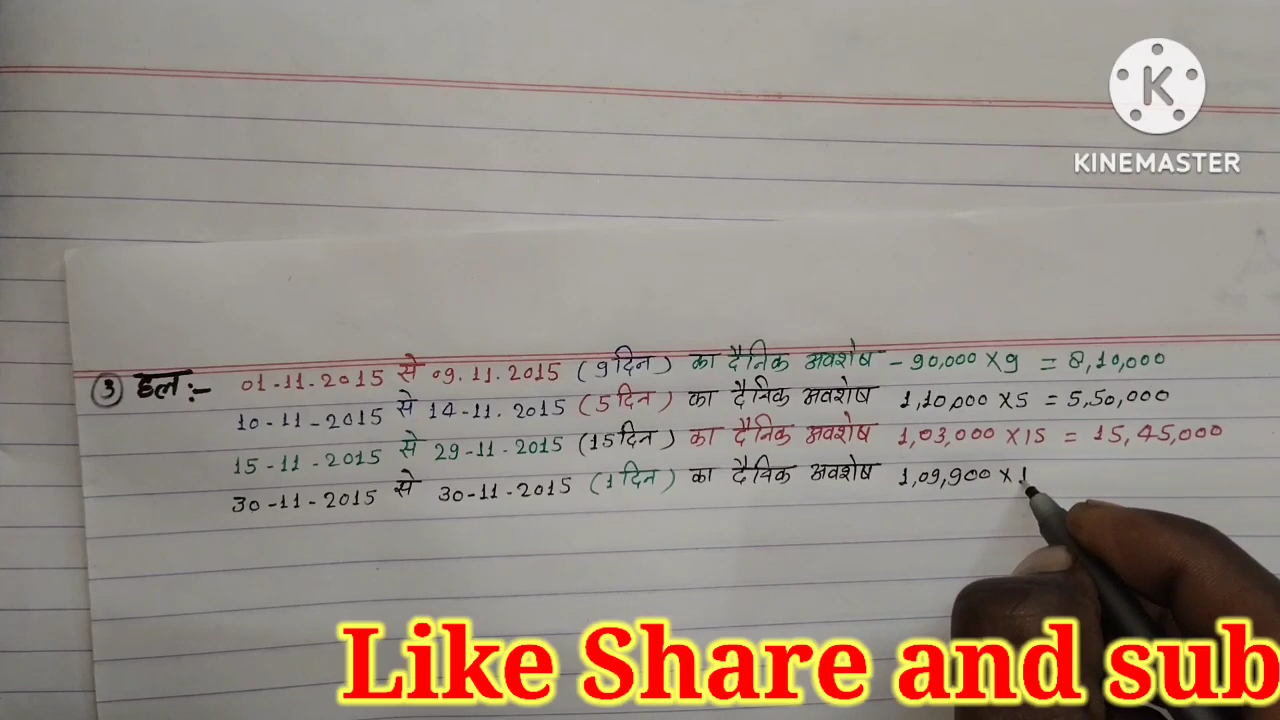 K
KINEMASTER
③ हल :- 01-11-2015 से 09.11.2015 (9 दिन) का दैनिक अवशेष - 90,000 × 9 = 8,10,000
10-11-2015 से 14-11.2015 (5 दिन) का दैनिक अवशेष 1,10,000 × 5 = 5,50,000
15-11-2015 से 29-11-2015 (15 दिन) का दैनिक अवशेष 1,03,000 × 15 = 15,45,000
30-11-2015 से 30-11-2015 (1 दिन) का दैनिक अवशेष 1,09,900 × 1
Like Share and sub